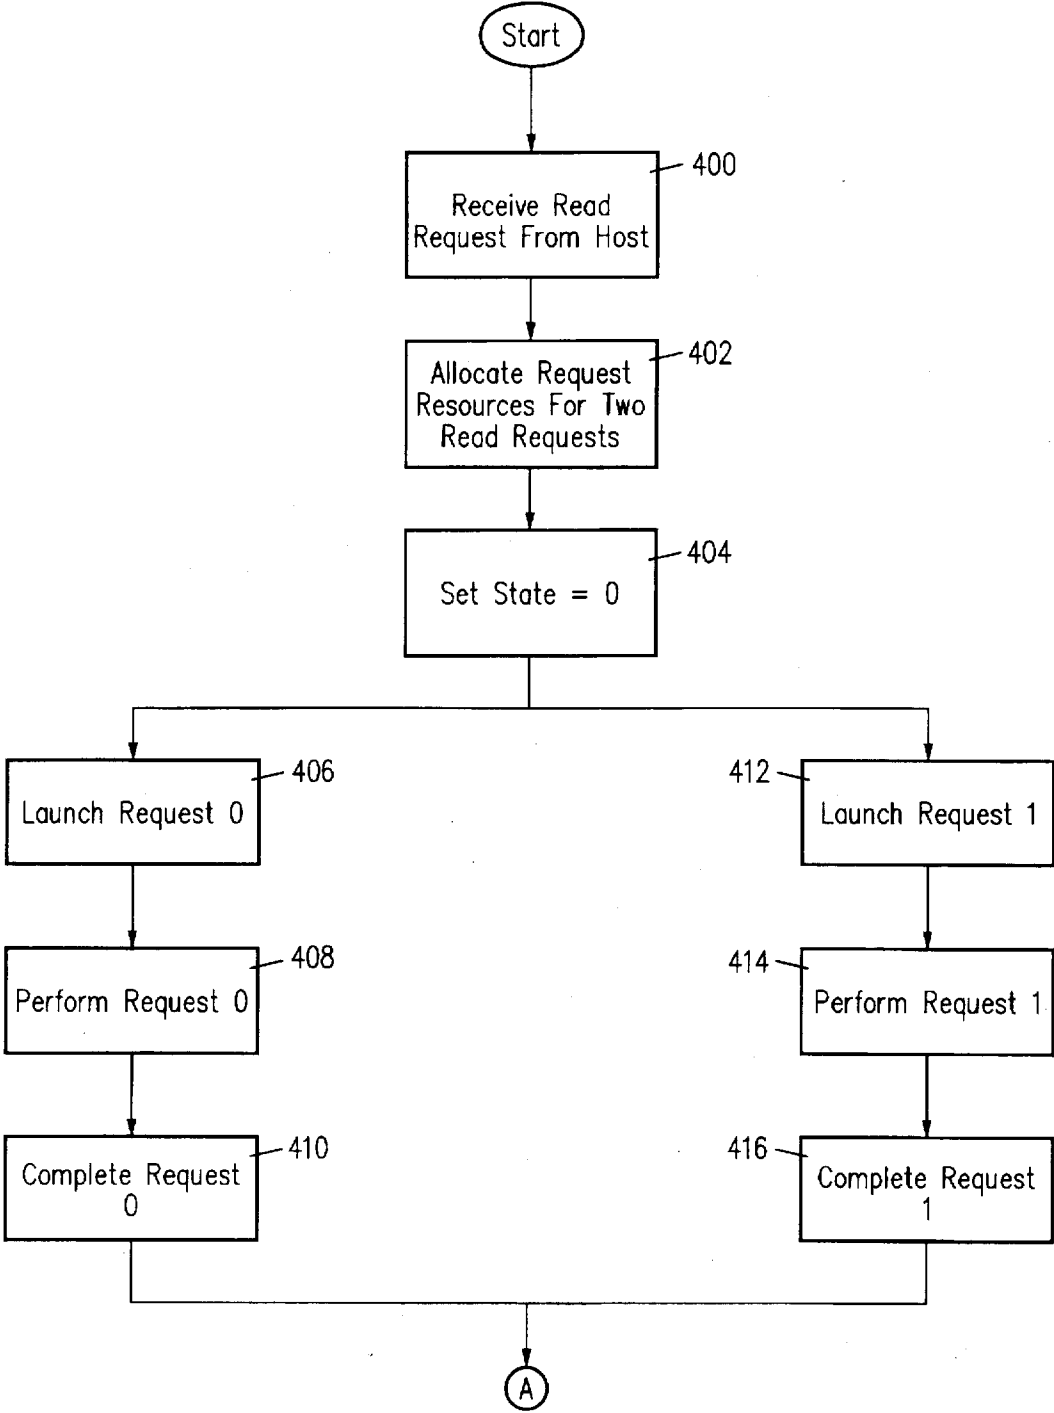 Start
400
Receive Read
Request From Host
402
Allocate Request
Resources For Two
Read Requests
404
Set State = 0
406
Launch Request 0
412
Launch Request 1
408
Perform Request 0
414
Perform Request 1
410
Complete Request
0
416
Complete Request
1
A